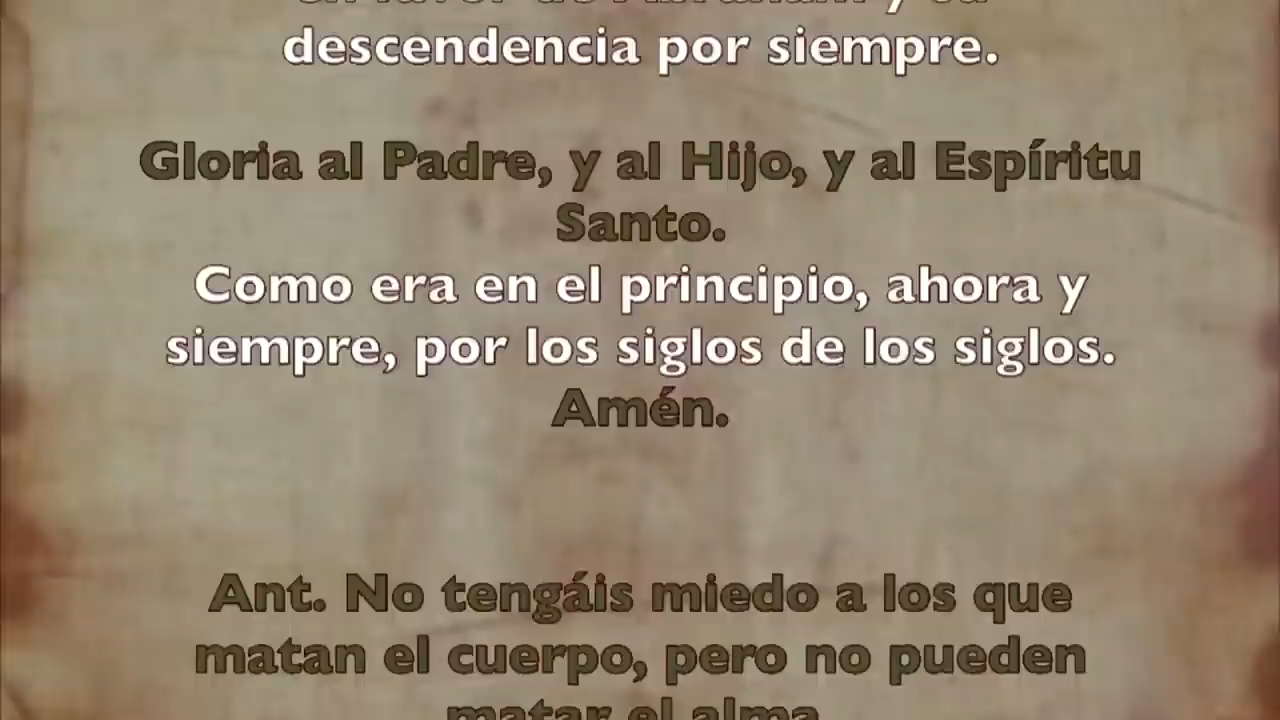 descendencia por siempre.
Gloria al Padre, y al Hijo, y al Espíritu
Santo.
Como era en el principio, ahora y
siempre, por los siglos de los siglos.
Amén.
Ant. No tengáis miedo a los que
matan el cuerpo, pero no pueden
matar el alma